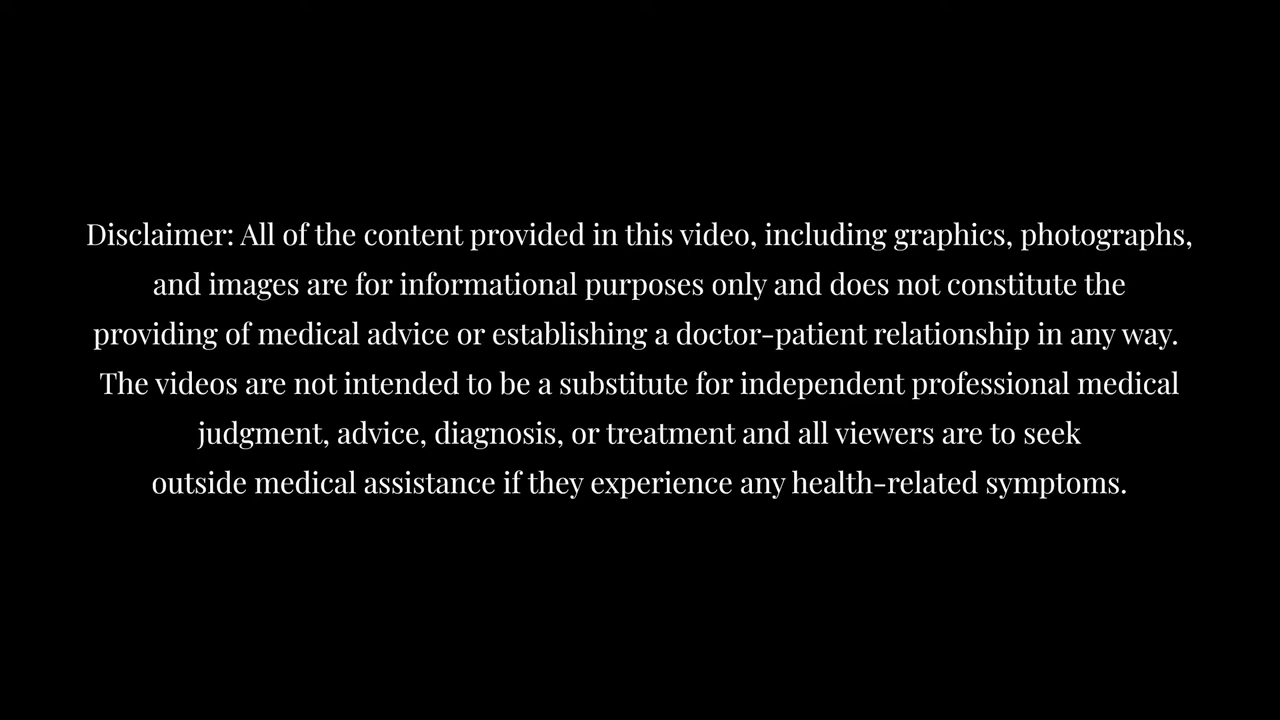 Disclaimer: All of the content provided in this video, including graphics, photographs,
and images are for informational purposes only and does not constitute the
providing of medical advice or establishing a doctor-patient relationship in any way.
The videos are not intended to be a substitute for independent professional medical
judgment, advice, diagnosis, or treatment and all viewers are to seek
outside medical assistance if they experience any health-related symptoms.